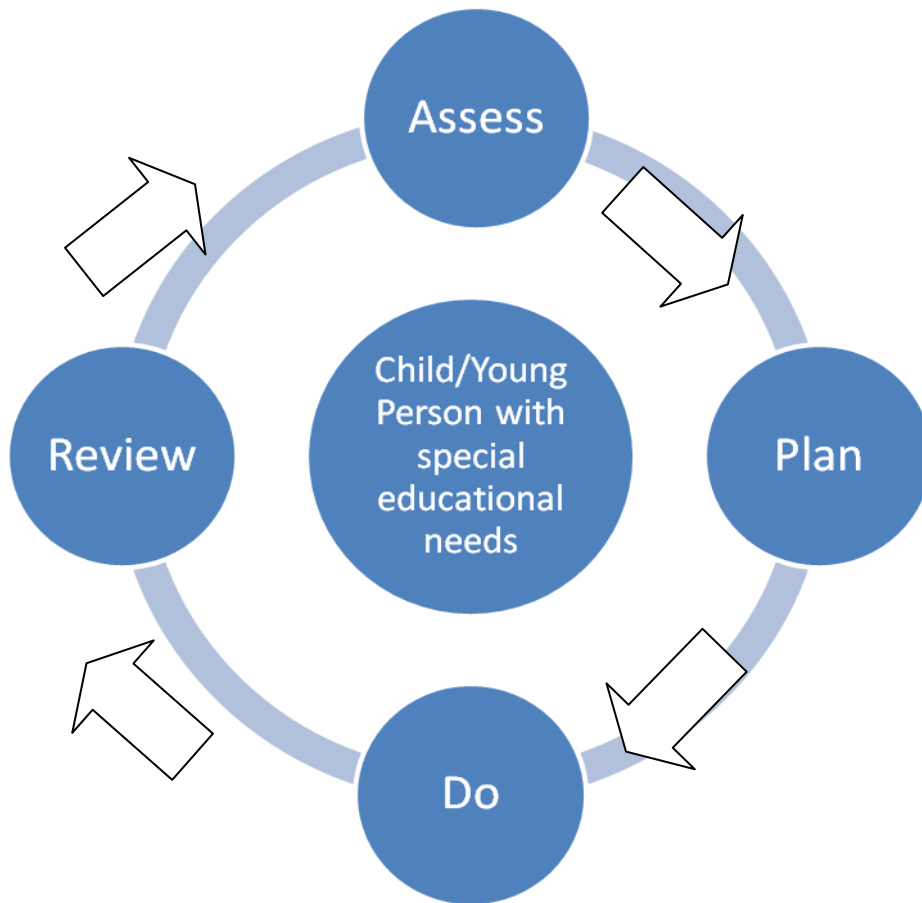 Assess
Child/Young
Person with
special
educational
needs
Review
Plan
Do